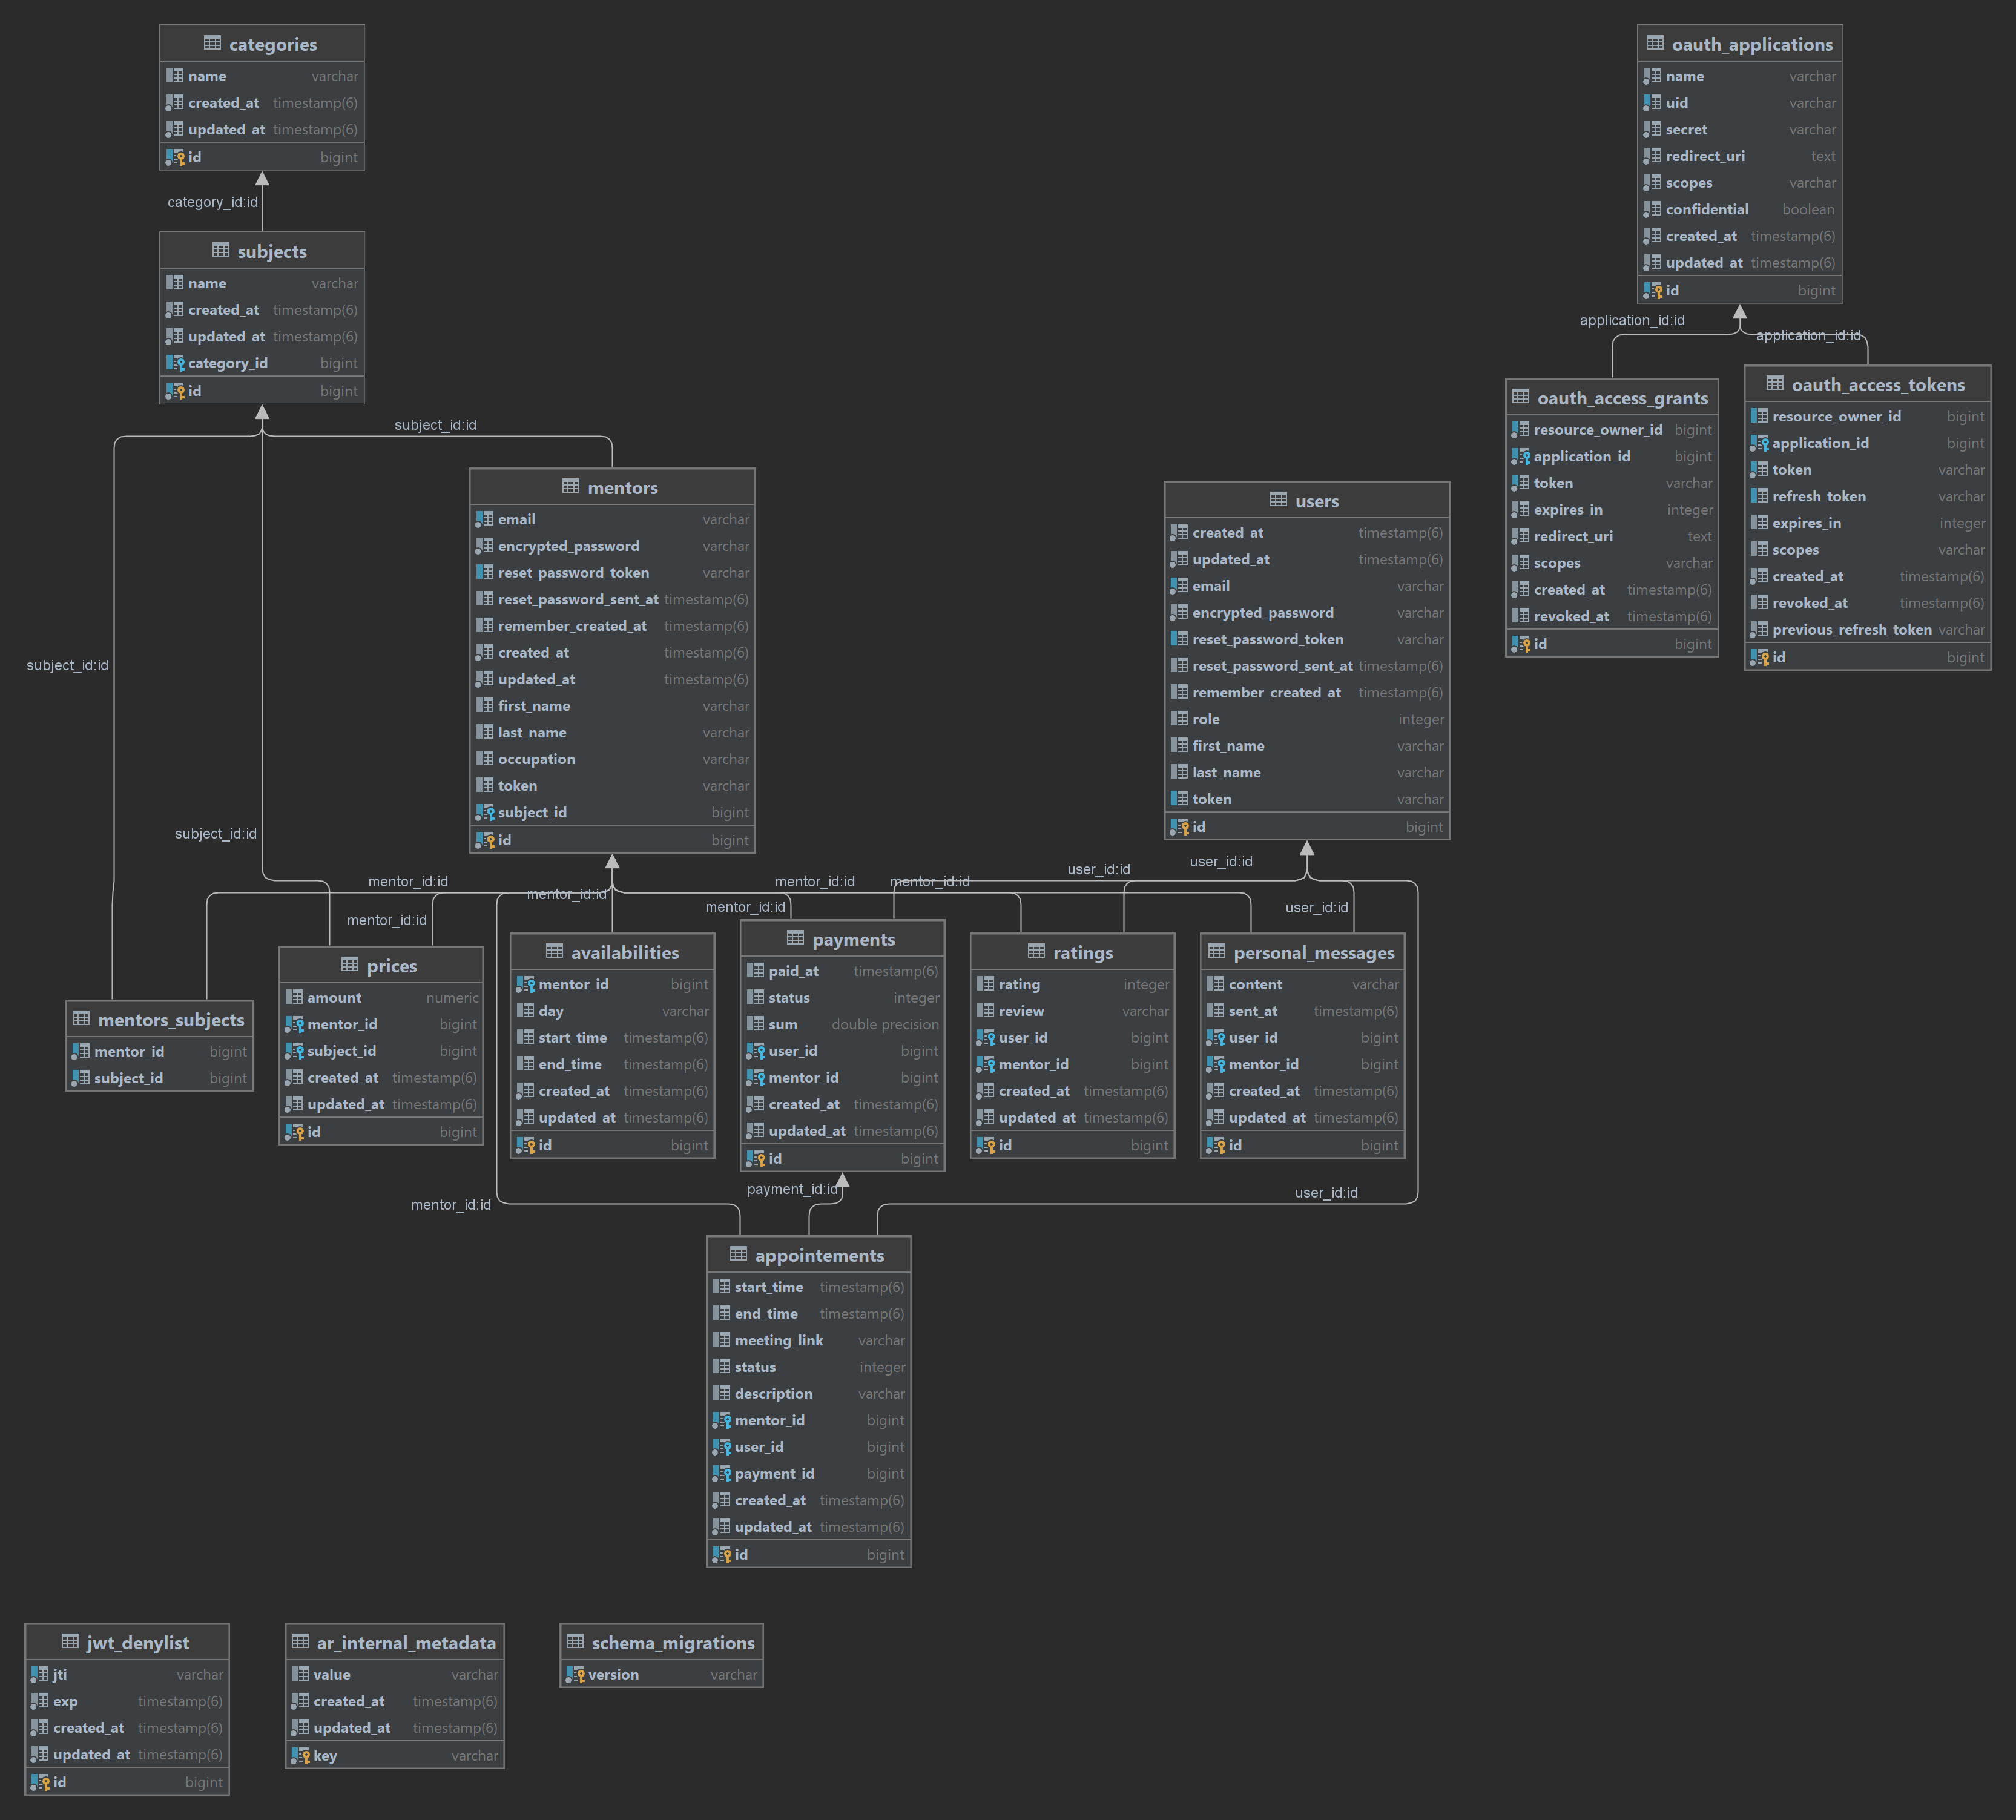 categories
name varchar
created_at timestamp(6)
updated_at timestamp(6)
id bigint
category_id:id
subjects
name varchar
created_at timestamp(6)
updated_at timestamp(6)
category_id bigint
id bigint
subject_id:id
subject_id:id
subject_id:id
oauth_applications
name varchar
uid varchar
secret varchar
redirect_uri text
scopes varchar
confidential boolean
created_at timestamp(6)
updated_at timestamp(6)
id bigint
application_id:id
application_id:id
oauth_access_grants
resource_owner_id bigint
application_id bigint
token varchar
expires_in integer
redirect_uri text
scopes varchar
created_at timestamp(6)
revoked_at timestamp(6)
id bigint
oauth_access_tokens
resource_owner_id bigint
application_id bigint
token varchar
refresh_token varchar
expires_in integer
scopes varchar
created_at timestamp(6)
revoked_at timestamp(6)
previous_refresh_token varchar
id bigint
mentors
email varchar
encrypted_password varchar
reset_password_token varchar
reset_password_sent_at timestamp(6)
remember_created_at timestamp(6)
created_at timestamp(6)
updated_at timestamp(6)
first_name varchar
last_name varchar
occupation varchar
token varchar
subject_id bigint
id bigint
users
created_at timestamp(6)
updated_at timestamp(6)
email varchar
encrypted_password varchar
reset_password_token varchar
reset_password_sent_at timestamp(6)
remember_created_at timestamp(6)
role integer
first_name varchar
last_name varchar
token varchar
id bigint
mentor_id:id
mentor_id:id
mentor_id:id
mentor_id:id
mentor_id:id
mentor_id:id
user_id:id
user_id:id
user_id:id
mentors_subjects
mentor_id bigint
subject_id bigint
prices
amount numeric
mentor_id bigint
subject_id bigint
created_at timestamp(6)
updated_at timestamp(6)
id bigint
availabilities
mentor_id bigint
day varchar
start_time timestamp(6)
end_time timestamp(6)
created_at timestamp(6)
updated_at timestamp(6)
id bigint
payments
paid_at timestamp(6)
status integer
sum double precision
user_id bigint
mentor_id bigint
created_at timestamp(6)
updated_at timestamp(6)
id bigint
ratings
rating integer
review varchar
user_id bigint
mentor_id bigint
created_at timestamp(6)
updated_at timestamp(6)
id bigint
personal_messages
content varchar
sent_at timestamp(6)
user_id bigint
mentor_id bigint
created_at timestamp(6)
updated_at timestamp(6)
id bigint
mentor_id:id
payment_id:id
user_id:id
appointements
start_time timestamp(6)
end_time timestamp(6)
meeting_link varchar
status integer
description varchar
mentor_id bigint
user_id bigint
payment_id bigint
created_at timestamp(6)
updated_at timestamp(6)
id bigint
jwt_denylist
jti varchar
exp timestamp(6)
created_at timestamp(6)
updated_at timestamp(6)
id bigint
ar_internal_metadata
value varchar
created_at timestamp(6)
updated_at timestamp(6)
key varchar
schema_migrations
version varchar